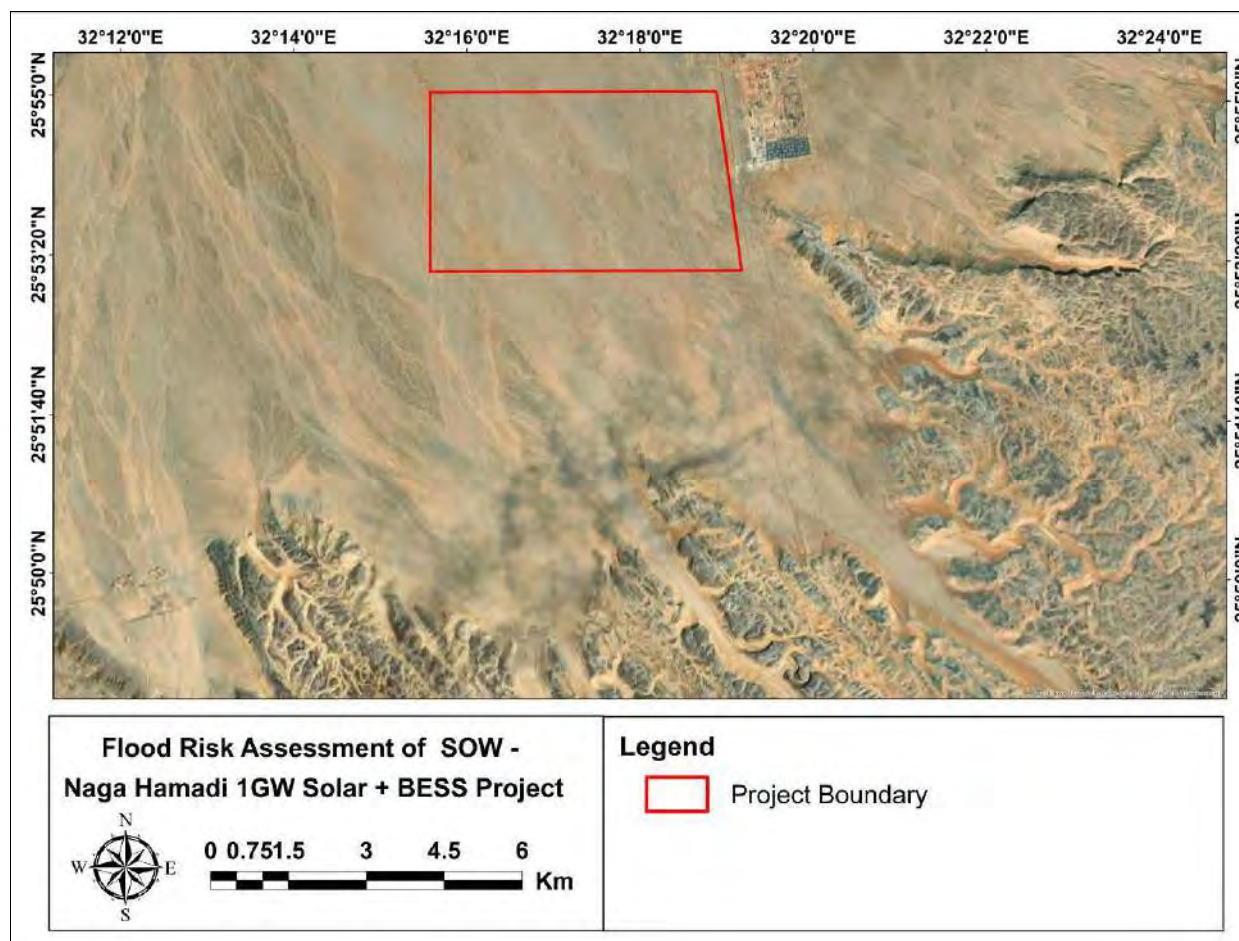 32°12'0"E 32°14'0"E 32°16'0"E 32°18'0"E 32°20'0"E 32°22'0"E 32°24'0"E
25°55'0"N
25°53'20"N
25°51'40"N
25°50'0"N
Flood Risk Assessment of SOW -
Naga Hamadi 1GW Solar + BESS Project
N
W E
S
0 0.751.5 3 4.5 6
Km
Legend
Project Boundary